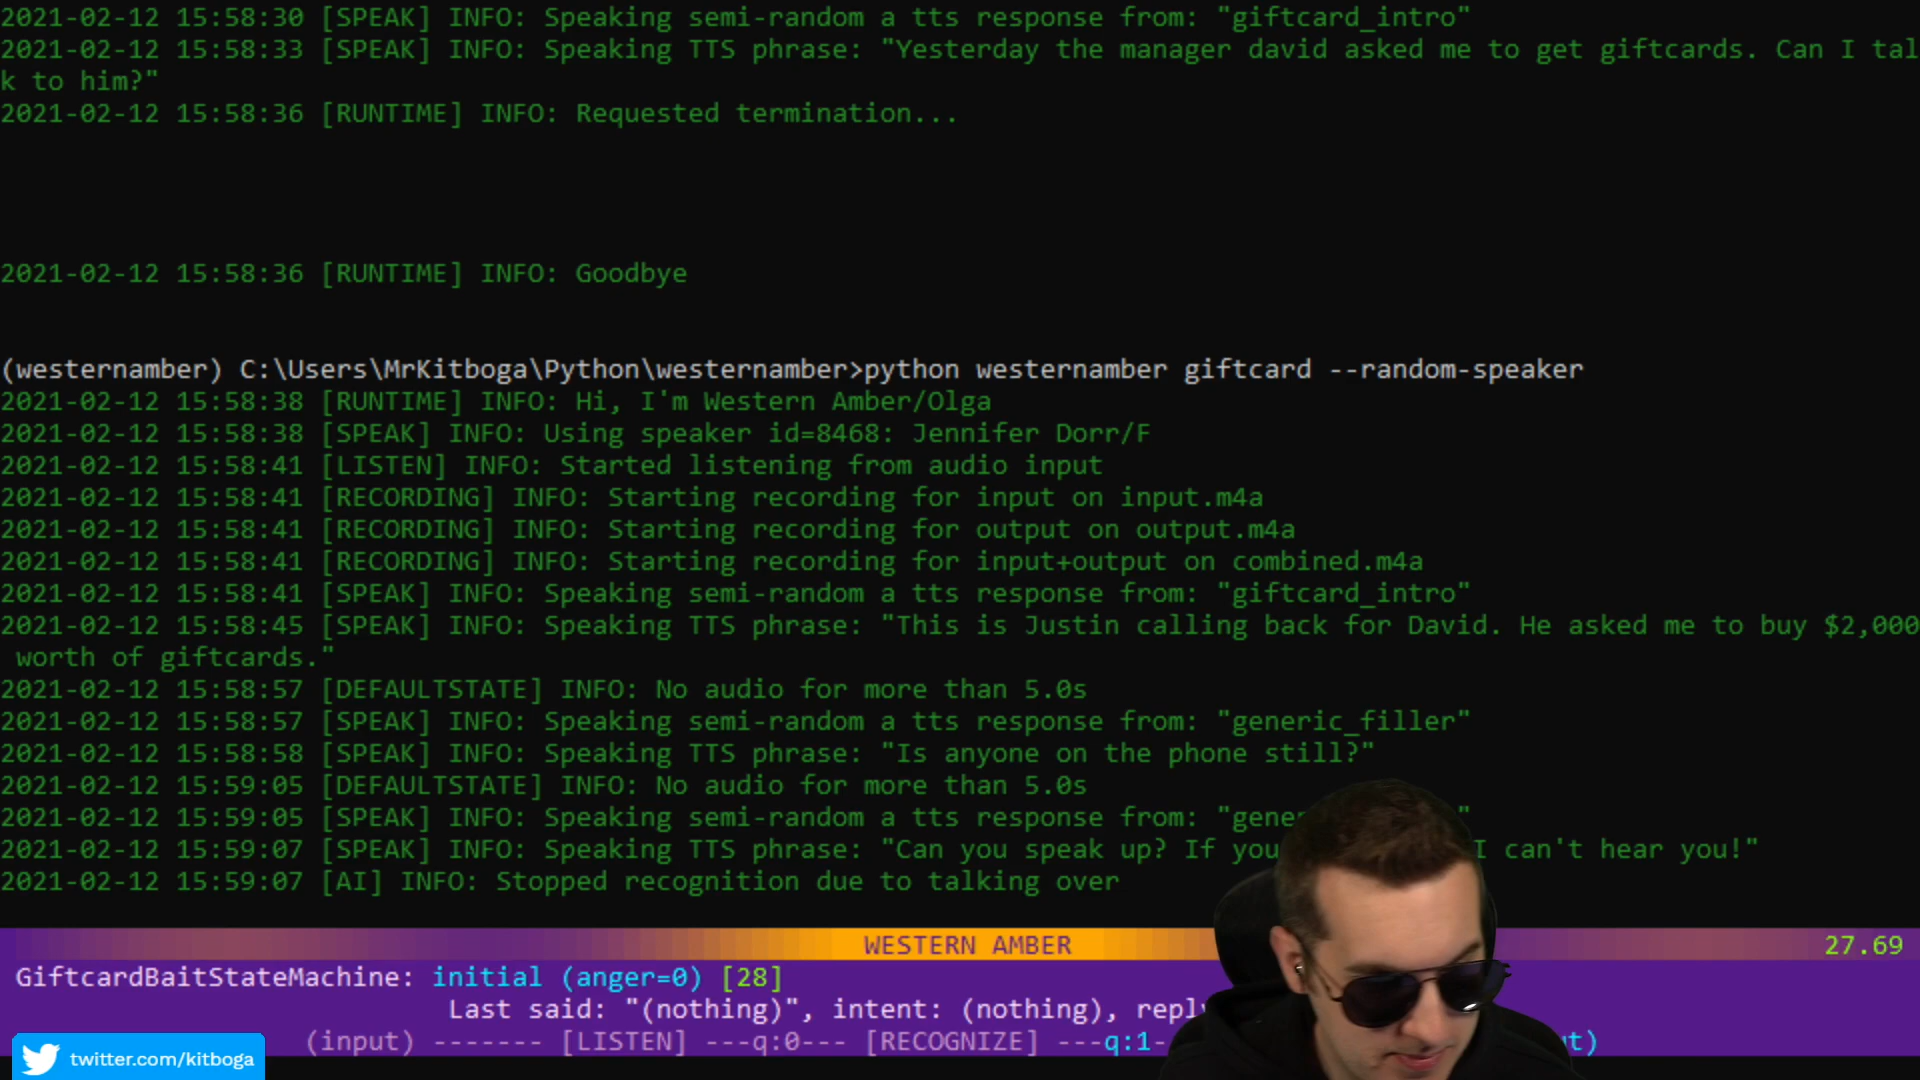 2021-02-12 15:58:30 [SPEAK] INFO: Speaking semi-random a tts response from: "giftcard_intro"
2021-02-12 15:58:33 [SPEAK] INFO: Speaking TTS phrase: "Yesterday the manager david asked me to get giftcards. Can I tal
k to him?"
2021-02-12 15:58:36 [RUNTIME] INFO: Requested termination...
2021-02-12 15:58:36 [RUNTIME] INFO: Goodbye
(westernamber) C:\Users\MrKitboga\Python\westernamber>python westernamber giftcard --random-speaker
2021-02-12 15:58:38 [RUNTIME] INFO: Hi, I'm Western Amber/Olga
2021-02-12 15:58:38 [SPEAK] INFO: Using speaker id=8468: Jennifer Dorr/F
2021-02-12 15:58:41 [LISTEN] INFO: Started listening from audio input
2021-02-12 15:58:41 [RECORDING] INFO: Starting recording for input on input.m4a
2021-02-12 15:58:41 [RECORDING] INFO: Starting recording for output on output.m4a
2021-02-12 15:58:41 [RECORDING] INFO: Starting recording for input+output on combined.m4a
2021-02-12 15:58:41 [SPEAK] INFO: Speaking semi-random a tts response from: "giftcard_intro"
2021-02-12 15:58:45 [SPEAK] INFO: Speaking TTS phrase: "This is Justin calling back for David. He asked me to buy $2,000
worth of giftcards."
2021-02-12 15:58:57 [DEFAULTSTATE] INFO: No audio for more than 5.0s
2021-02-12 15:58:57 [SPEAK] INFO: Speaking semi-random a tts response from: "generic_filler"
2021-02-12 15:58:58 [SPEAK] INFO: Speaking TTS phrase: "Is anyone on the phone still?"
2021-02-12 15:59:05 [DEFAULTSTATE] INFO: No audio for more than 5.0s
2021-02-12 15:59:05 [SPEAK] INFO: Speaking semi-random a tts response from: "gene "
2021-02-12 15:59:07 [SPEAK] INFO: Speaking TTS phrase: "Can you speak up? If you I can't hear you!"
2021-02-12 15:59:07 [AI] INFO: Stopped recognition due to talking over
WESTERN AMBER 27.69
GiftcardBaitStateMachine: initial (anger=0) [28]
Last said: "(nothing)", intent: (nothing), repl
(input) ------- [LISTEN] ---q:0--- [RECOGNIZE] ---q:1- t)
twitter.com/kitboga